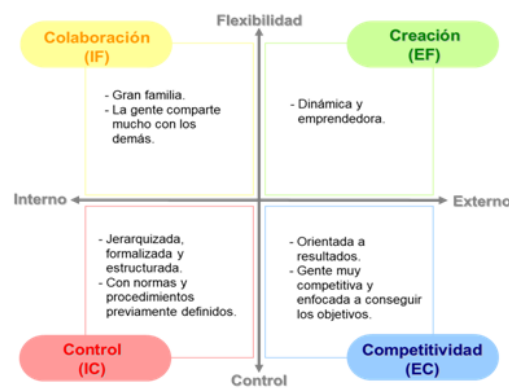 Flexibilidad
Colaboración
(IF)
Creación
(EF)
- Gran familia.
- La gente comparte
mucho con los
demás.
- Dinámica y
emprendedora.
Interno
Externo
- Jerarquizada,
formalizada y
estructurada.
- Con normas y
procedimientos
previamente definidos.
- Orientada a
resultados.
- Gente muy
competitiva y
enfocada a conseguir
los objetivos.
Control
(IC)
Competitividad
(EC)
Control